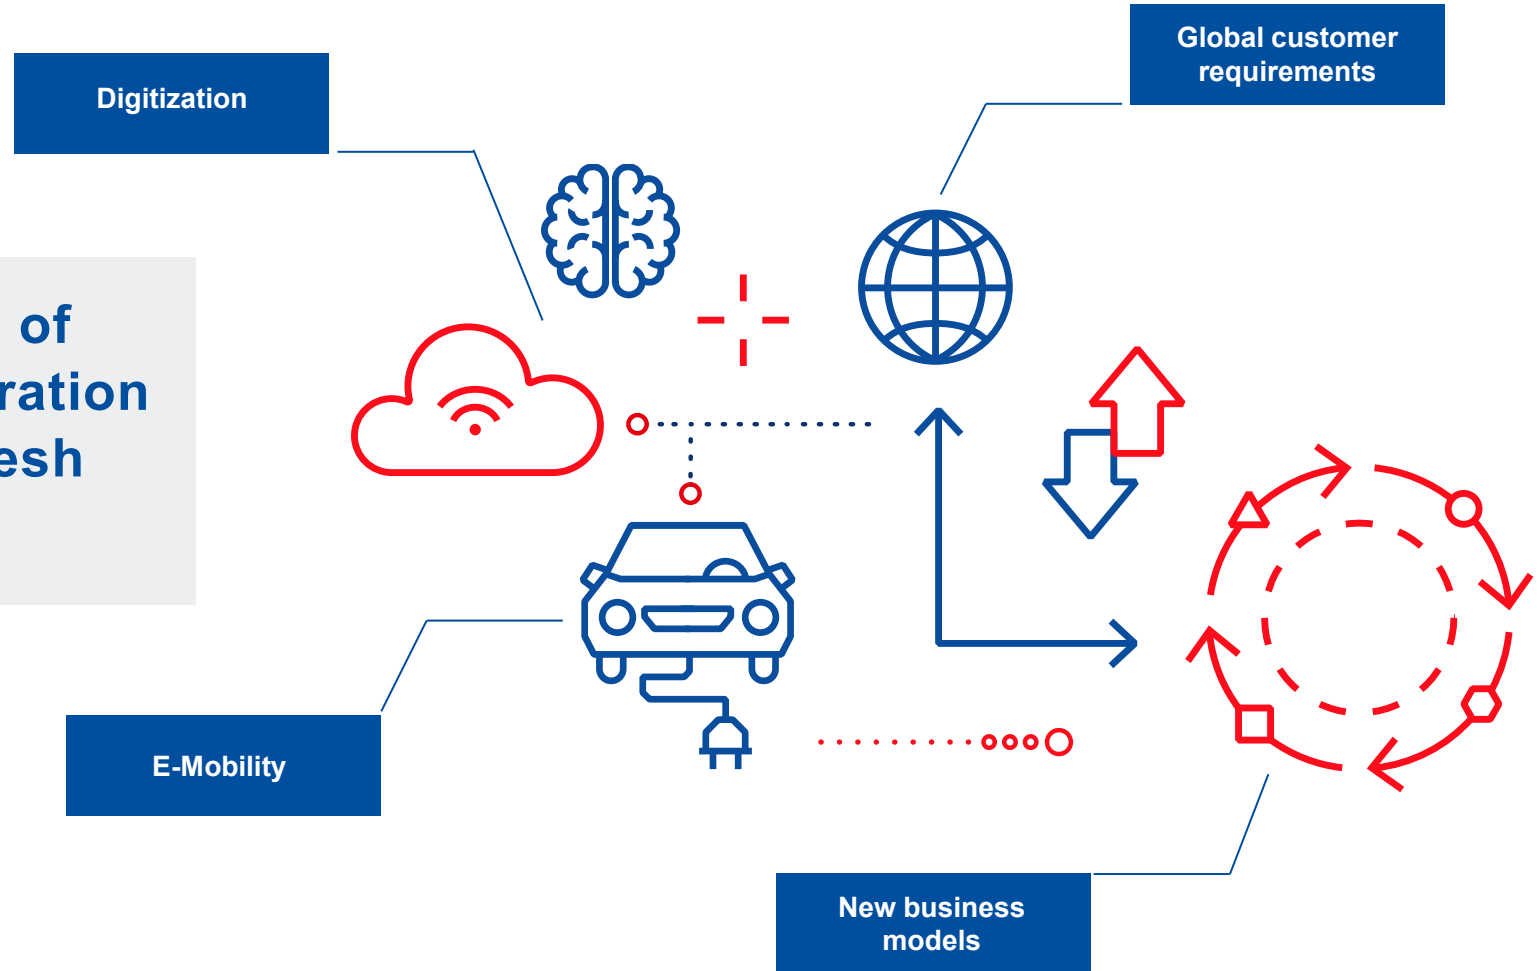 Global customer
requirements
Digitization
of
ration
esh
E-Mobility
New business
models